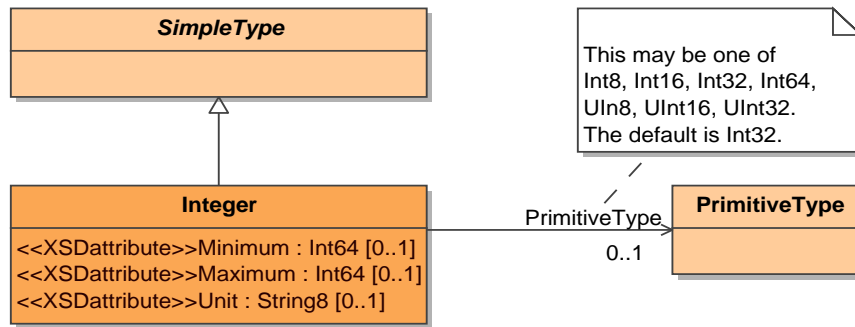 SimpleType
This may be one of
Int8, Int16, Int32, Int64,
UIn8, UInt16, UInt32.
The default is Int32.
Integer
<<XSDattribute>>Minimum : Int64 [0..1]
<<XSDattribute>>Maximum : Int64 [0..1]
<<XSDattribute>>Unit : String8 [0..1]
PrimitiveType
0..1
PrimitiveType